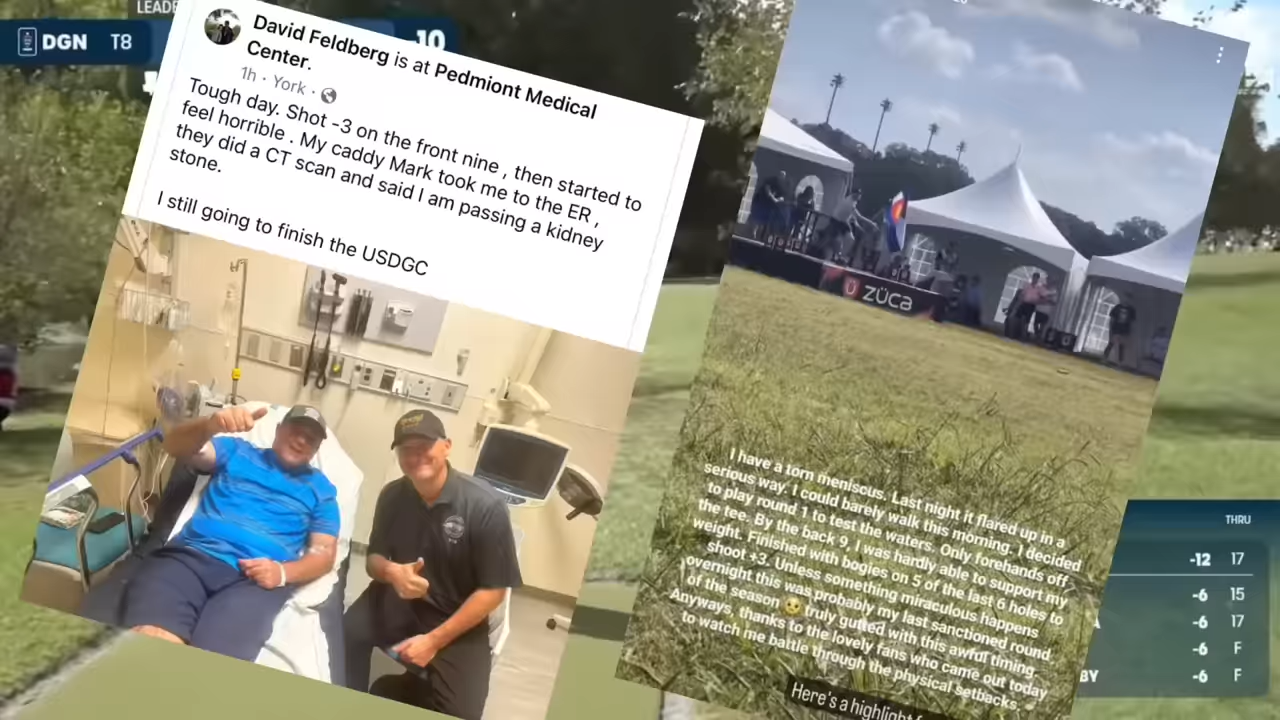 LEADE
DGN T8
10
David Feldberg is at Pedmiont Medical
Center.
1h · York ·
Tough day. Shot -3 on the front nine , then started to
feel horrible . My caddy Mark took me to the ER ,
they did a CT scan and said I am passing a kidney
stone.
I still going to finish the USDGC
ZÜCA
I have a torn meniscus. Last night it flared up in a
serious way. I could barely walk this morning. I decided
to play round 1 to test the waters. Only forehands off
the tee. By the back 9, I was hardly able to support my
weight. Finished with bogies on 5 of the last 6 holes to
shoot +3. Unless something miraculous happens
overnight this was probably my last sanctioned round
of the season 🥺 truly gutted with this awful timing
Anyways, thanks to the lovely fans who came out today
to watch me battle through the physical setbacks.
Here's a highlight f
THRU
-12 17
-6 15
A -6 17
-6 F
BY -6 F